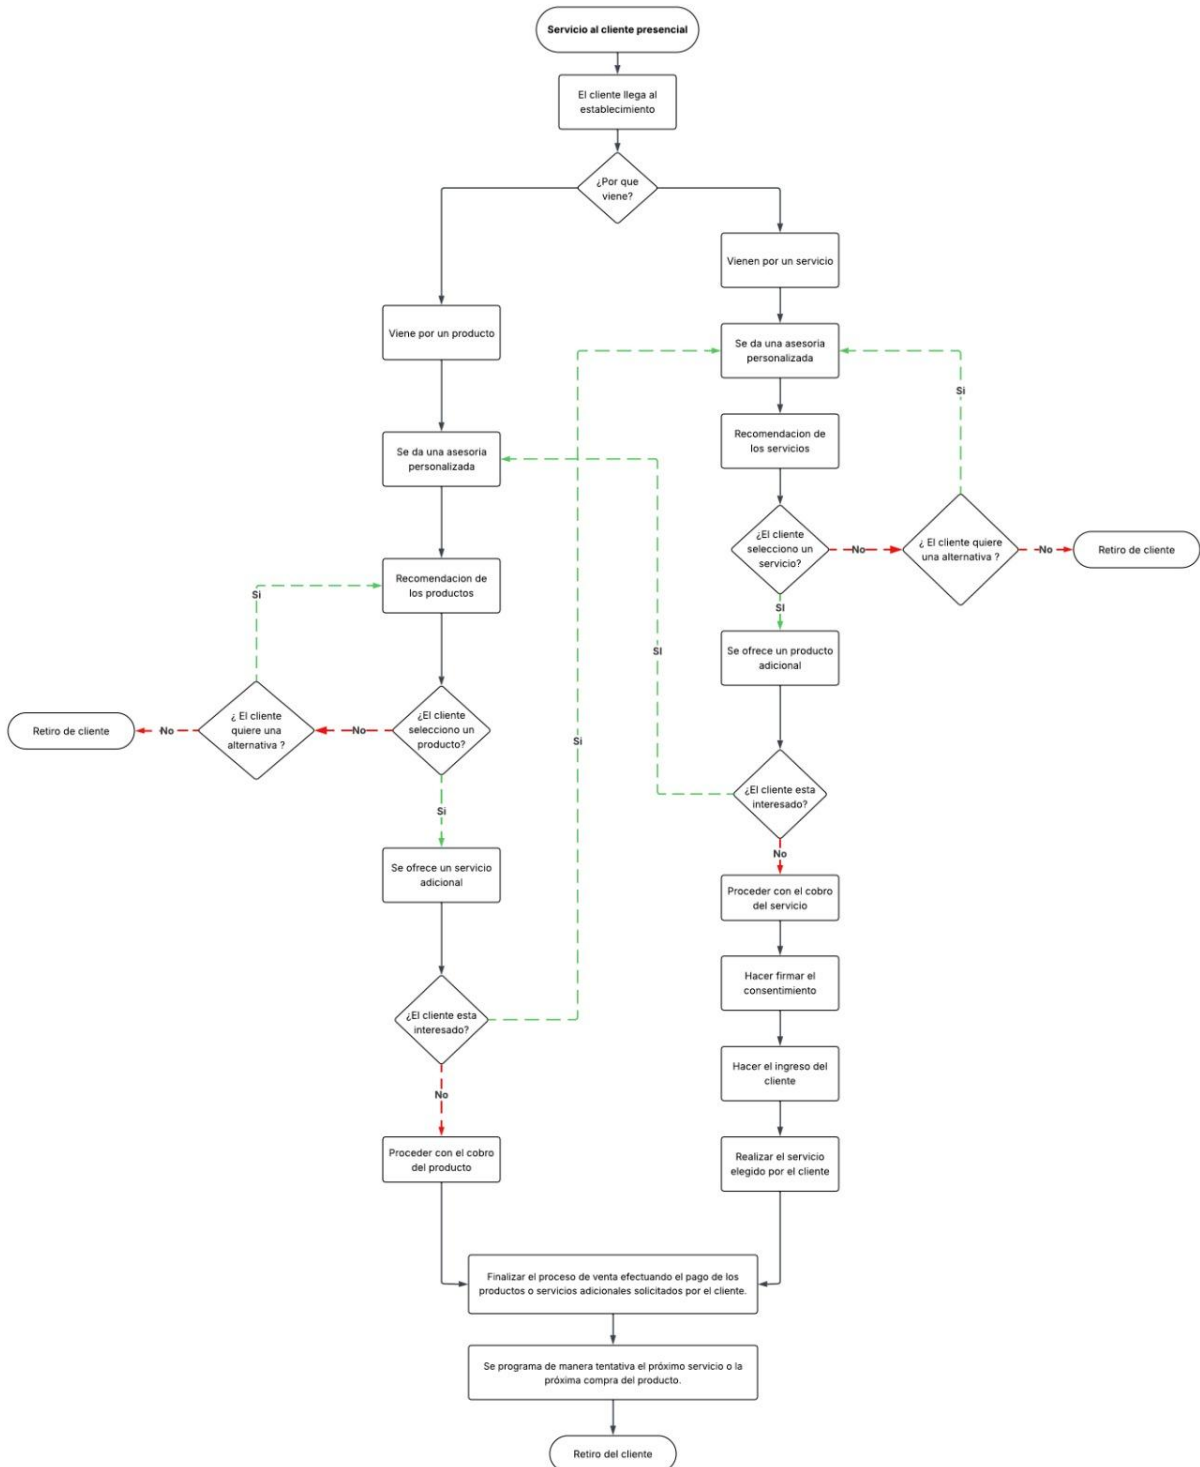 Servicio al cliente presencial
El cliente llega al
establecimiento
¿Por que
viene?
Vienen por un servicio
Viene por un producto
Se da una asesoria
personalizada
Si
Recomendacion de
los servicios
Se da una asesoria
personalizada
¿El cliente
selecciono un
servicio?
No
¿ El cliente quiere
una alternativa ?
No
Retiro de cliente
Recomendacion de
los productos
Si
SI
Se ofrece un producto
adicional
SI
¿El cliente
selecciono un
producto?
No
¿ El cliente
quiere una
alternativa ?
No
Retiro de cliente
Si
¿El cliente esta
interesado?
Si
No
Se ofrece un servicio
adicional
Proceder con el cobro
del servicio
Hacer firmar el
consentimiento
¿El cliente esta
interesado?
Hacer el ingreso del
cliente
No
Proceder con el cobro
del producto
Realizar el servicio
elegido por el cliente
Finalizar el proceso de venta efectuando el pago de los
productos o servicios adicionales solicitados por el cliente.
Se programa de manera tentativa el próximo servicio o la
próxima compra del producto.
Retiro del cliente